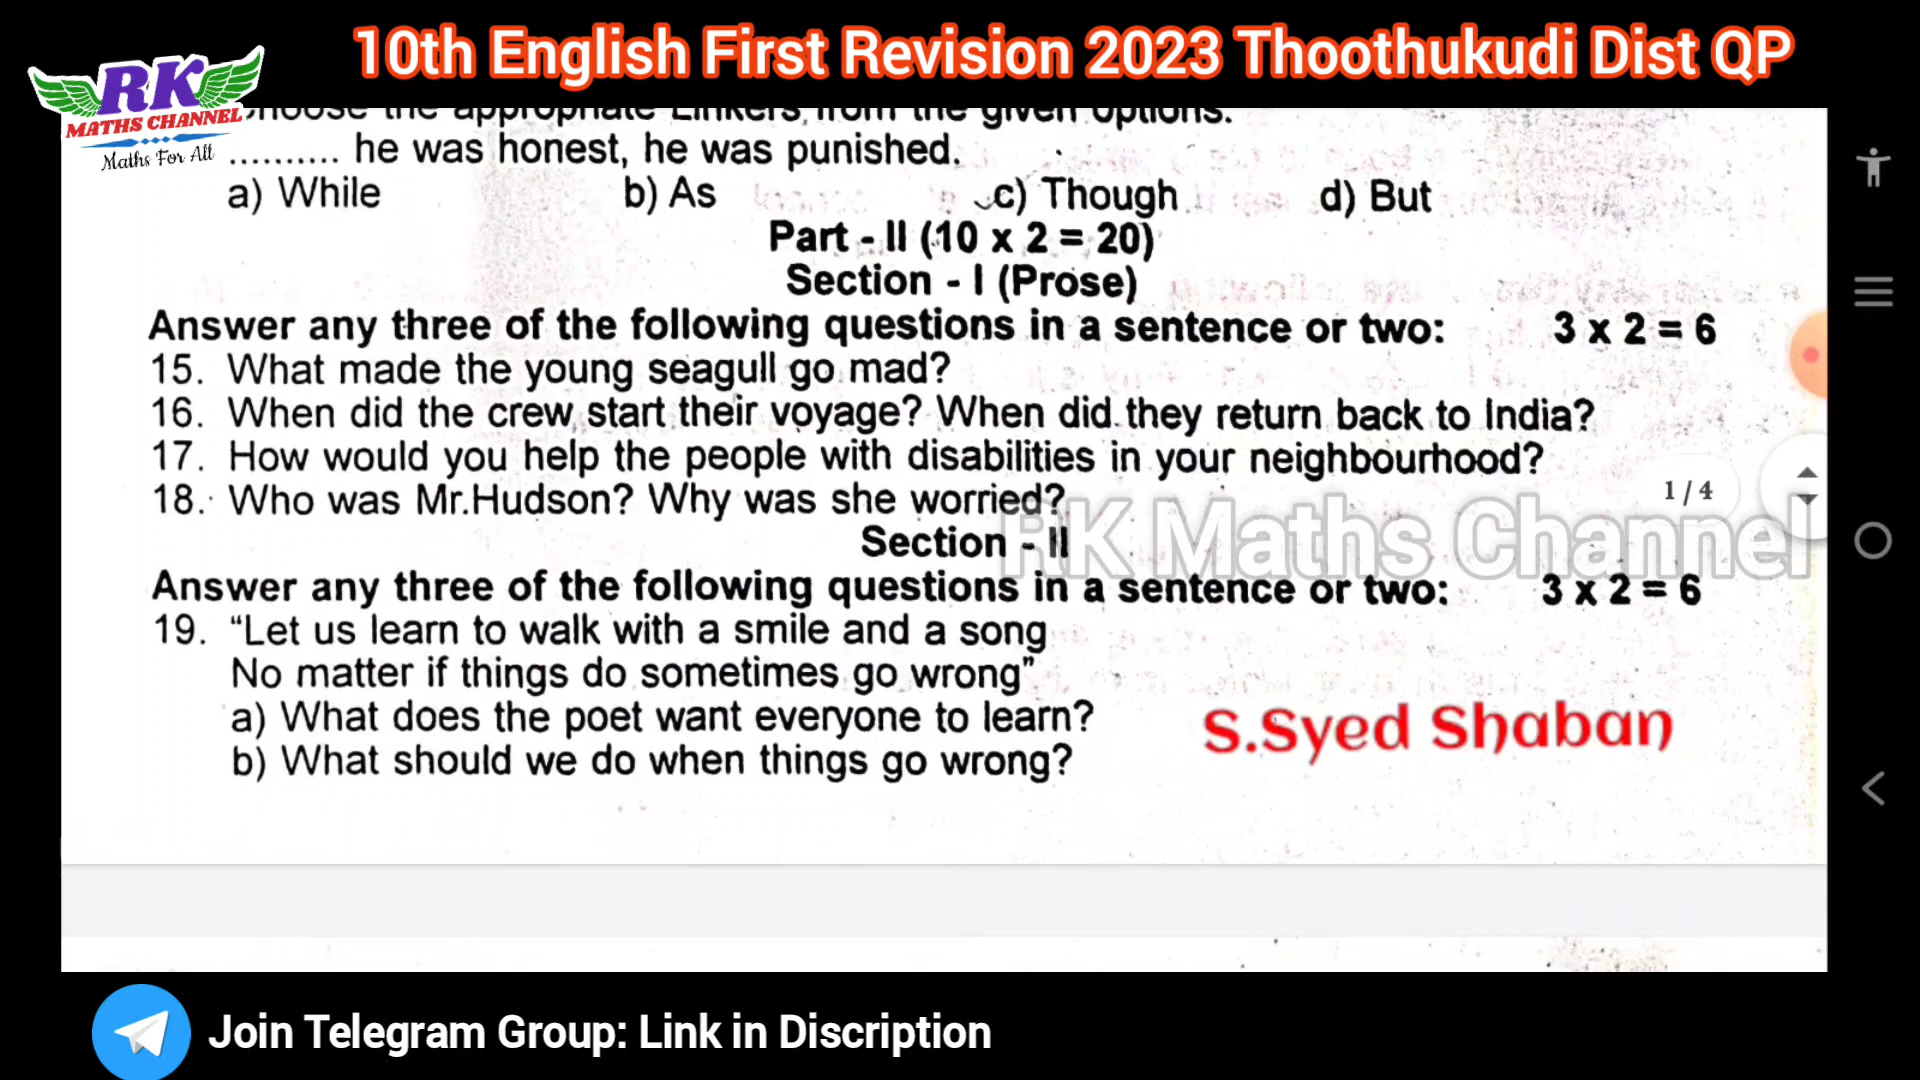 10th English First Revision 2023 Thoothukudi Dist QP
RK
MATHS CHANNEL
Maths For All
choose the appropriate Linkers from the given options.
.......... he was honest, he was punished.
a) While b) As c) Though d) But
Part - II (10 x 2 = 20)
Section - I (Prose)
Answer any three of the following questions in a sentence or two: 3 x 2 = 6
15. What made the young seagull go mad?
16. When did the crew start their voyage? When did they return back to India?
17. How would you help the people with disabilities in your neighbourhood?
18. Who was Mr.Hudson? Why was she worried?
1 / 4
RK Maths Channel
Section - II
Answer any three of the following questions in a sentence or two: 3 x 2 = 6
19. “Let us learn to walk with a smile and a song
No matter if things do sometimes go wrong”
a) What does the poet want everyone to learn?
S.Syed Shaban
b) What should we do when things go wrong?
Join Telegram Group: Link in Discription